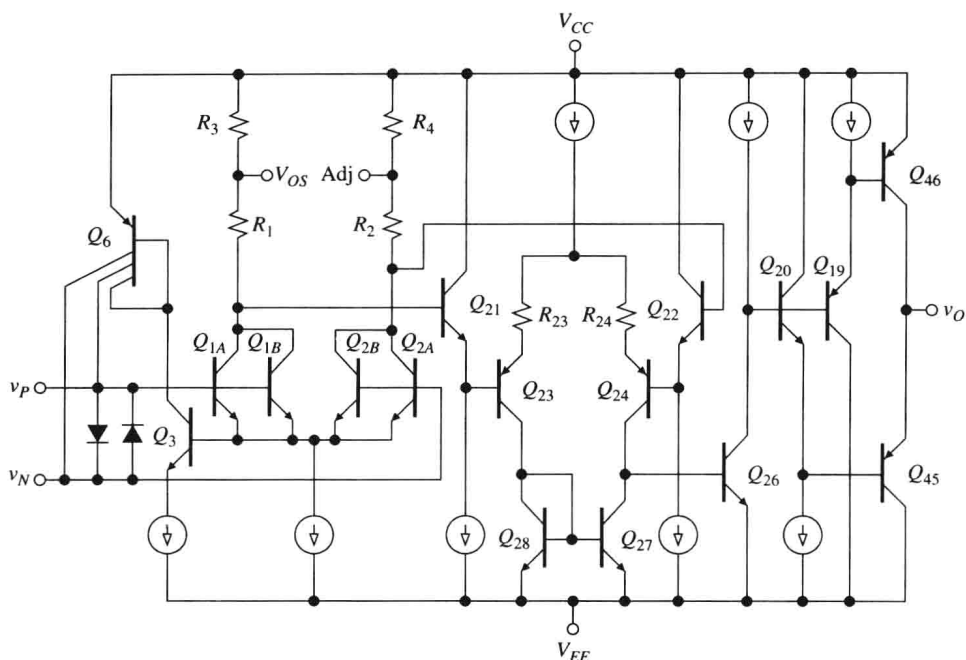 V_CC
R_3
R_4
V_OS
Adj
Q_46
R_1
R_2
Q_6
Q_20
Q_19
Q_21
R_23
R_24
Q_22
v_O
Q_1A
Q_1B
Q_2B
Q_2A
v_P
Q_23
Q_24
Q_3
v_N
Q_26
Q_45
Q_28
Q_27
V_EE